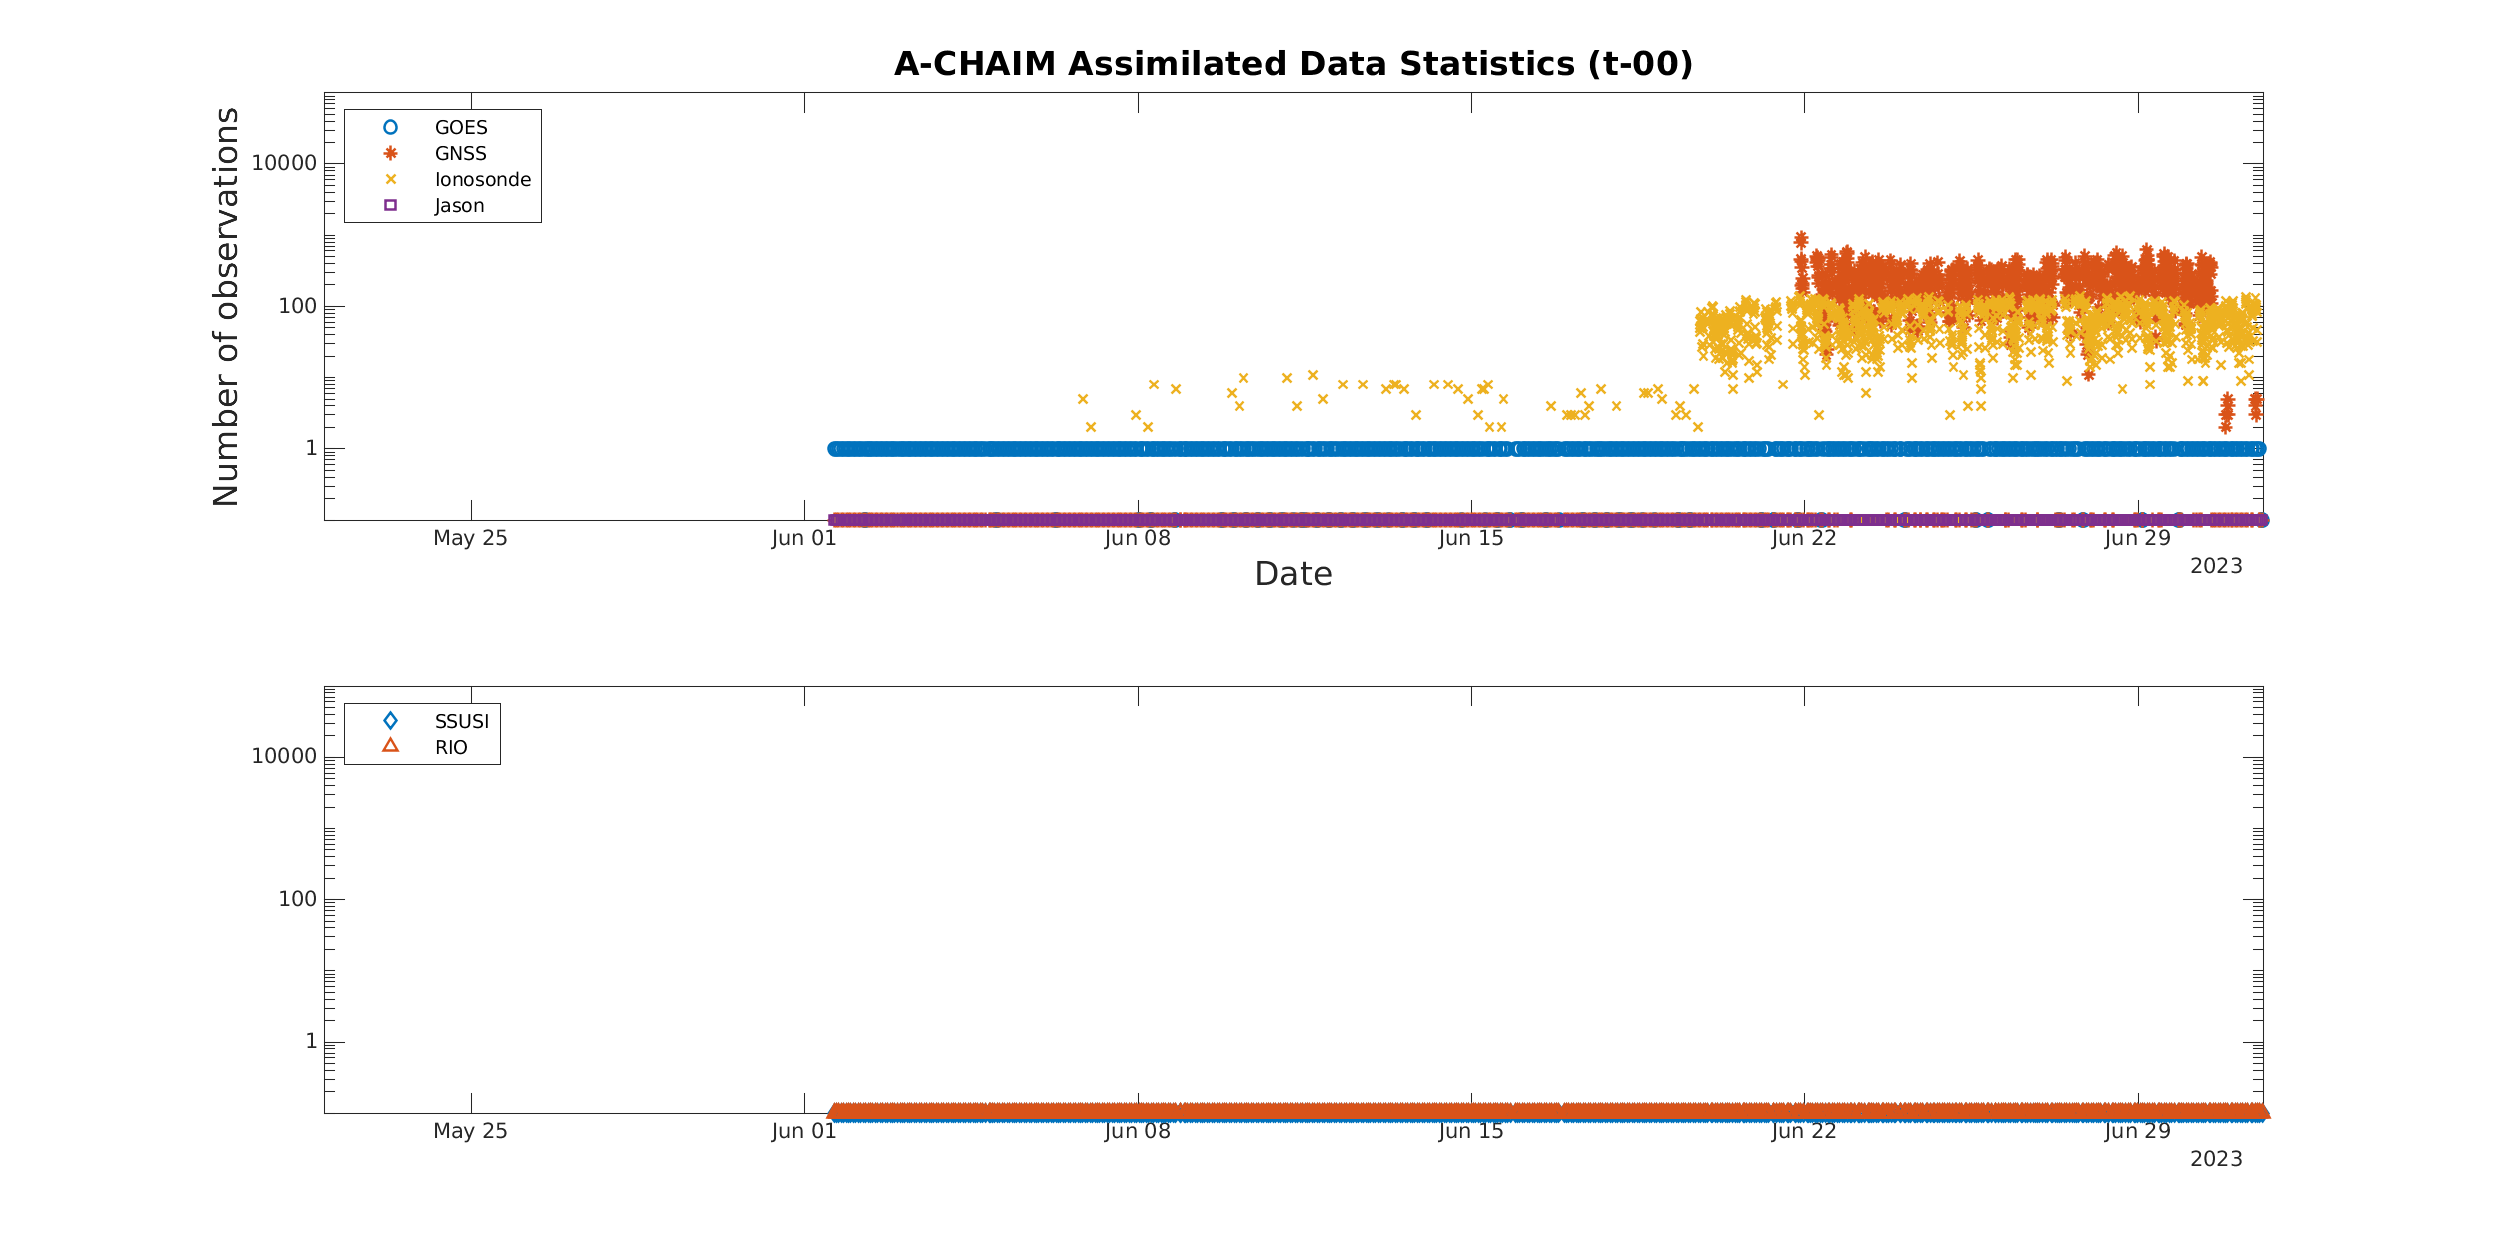 A-CHAIM Assimilated Data Statistics (t-00)
Number of observations
GOES
GNSS
Ionosonde
Jason
10000
100
1
May 25
Jun 01
Jun 08
Jun 15
Jun 22
Jun 29
2023
Date
SSUSI
RIO
10000
100
1
May 25
Jun 01
Jun 08
Jun 15
Jun 22
Jun 29
2023